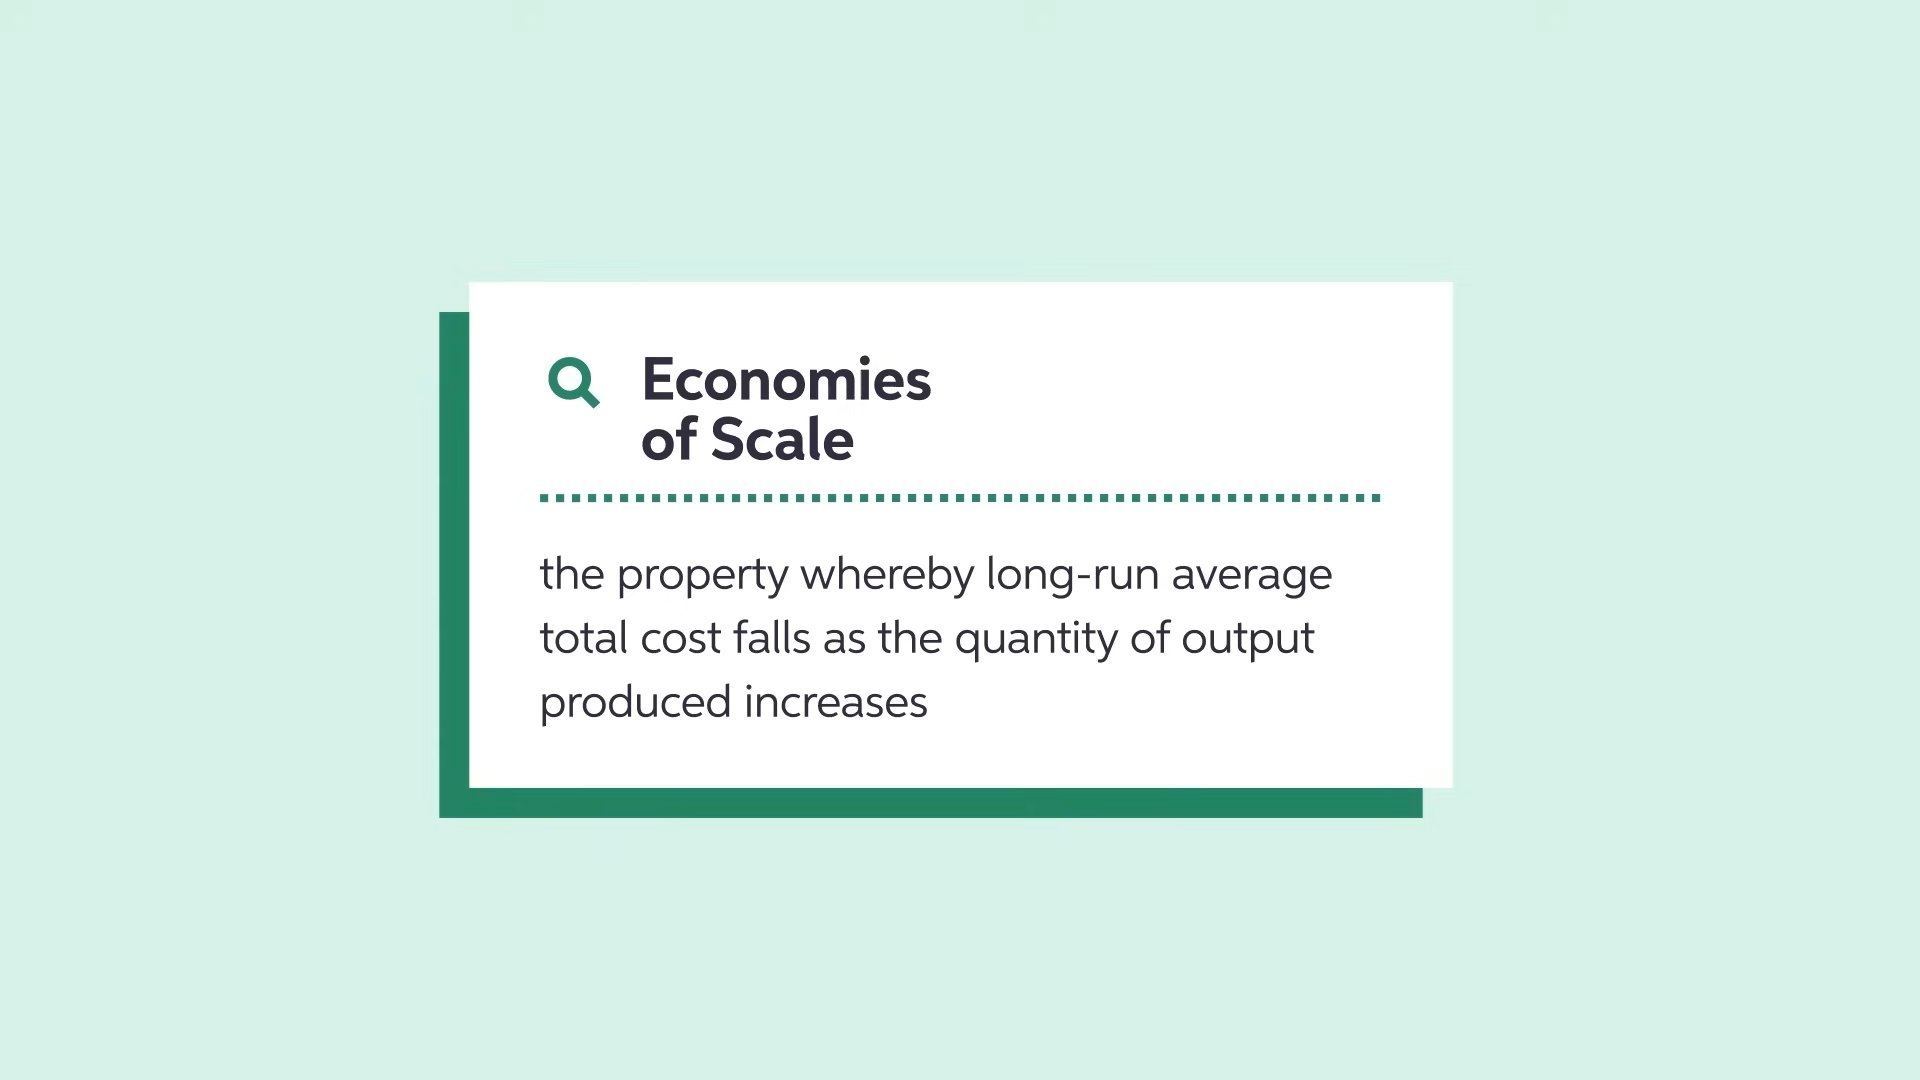 Economies
of Scale
the property whereby long-run average
total cost falls as the quantity of output
produced increases